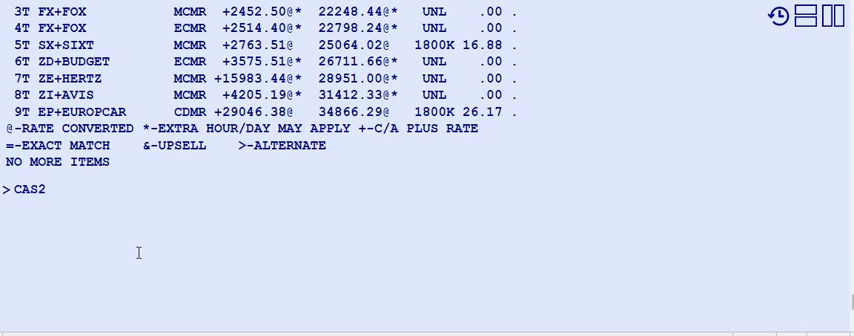 3T FX+FOX MCMR +2452.50@* 22248.44@* UNL .00 .
4T FX+FOX ECMR +2514.40@* 22798.24@* UNL .00 .
5T SX+SIXT MCMR +2763.51@ 25064.02@ 1800K 16.88 .
6T ZD+BUDGET ECMR +3575.51@* 26711.66@* UNL .00 .
7T ZE+HERTZ MCMR +15983.44@* 28951.00@* UNL .00 .
8T ZI+AVIS MCMR +4205.19@* 31412.33@* UNL .00 .
9T EP+EUROPCAR CDMR +29046.38@ 34866.29@ 1800K 26.17 .
@-RATE CONVERTED *-EXTRA HOUR/DAY MAY APPLY +-C/A PLUS RATE
=-EXACT MATCH &-UPSELL >-ALTERNATE
NO MORE ITEMS
> CAS2